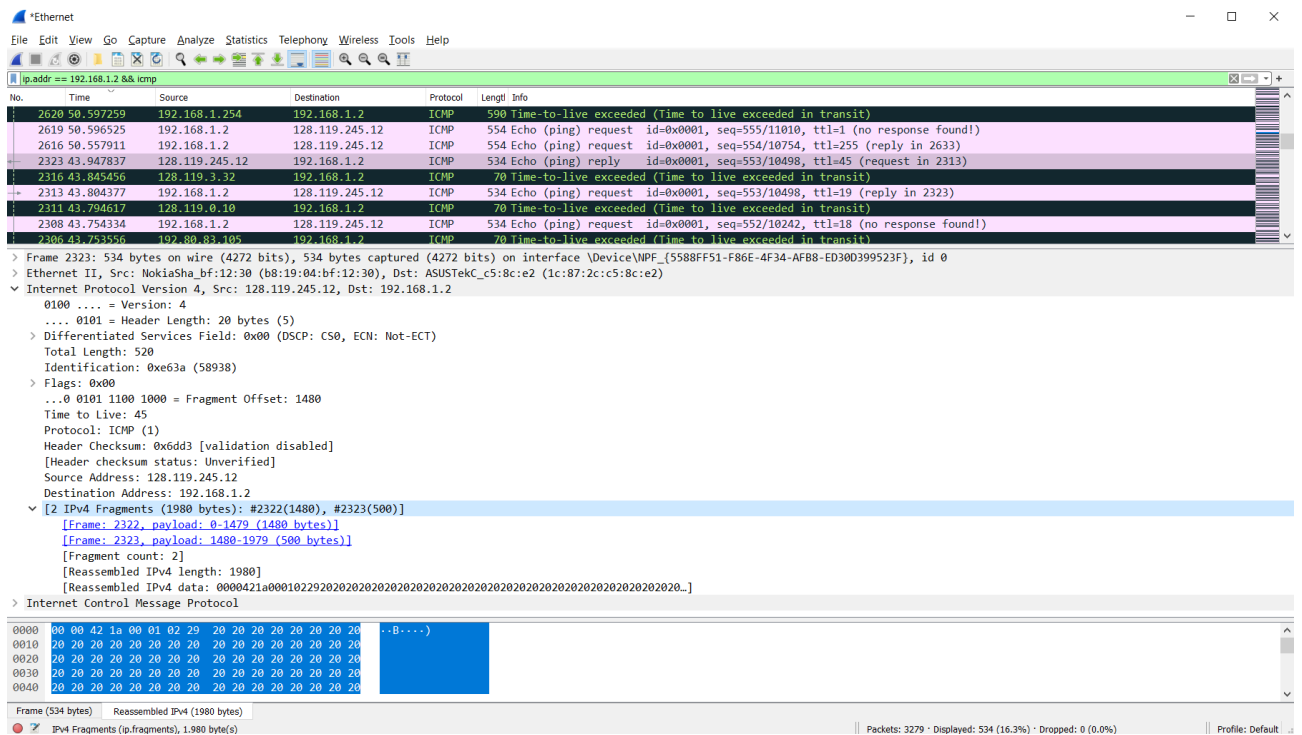 *Ethernet
File Edit View Go Capture Analyze Statistics Telephony Wireless Tools Help
ip.addr == 192.168.1.2 && icmp
No. Time Source Destination Protocol Lengtl Info
2620 50.597259 192.168.1.254 192.168.1.2 ICMP 590 Time-to-live exceeded (Time to live exceeded in transit)
2619 50.596525 192.168.1.2 128.119.245.12 ICMP 554 Echo (ping) request id=0x0001, seq=555/11010, ttl=1 (no response found!)
2616 50.557911 192.168.1.2 128.119.245.12 ICMP 554 Echo (ping) request id=0x0001, seq=554/10754, ttl=255 (reply in 2633)
2323 43.947837 128.119.245.12 192.168.1.2 ICMP 534 Echo (ping) reply id=0x0001, seq=553/10498, ttl=45 (request in 2313)
2316 43.845456 128.119.3.32 192.168.1.2 ICMP 70 Time-to-live exceeded (Time to live exceeded in transit)
2313 43.804377 192.168.1.2 128.119.245.12 ICMP 534 Echo (ping) request id=0x0001, seq=553/10498, ttl=19 (reply in 2323)
2311 43.794617 128.119.0.10 192.168.1.2 ICMP 70 Time-to-live exceeded (Time to live exceeded in transit)
2308 43.754334 192.168.1.2 128.119.245.12 ICMP 534 Echo (ping) request id=0x0001, seq=552/10242, ttl=18 (no response found!)
2306 43.753556 192.80.83.105 192.168.1.2 ICMP 70 Time-to-live exceeded (Time to live exceeded in transit)
Frame 2323: 534 bytes on wire (4272 bits), 534 bytes captured (4272 bits) on interface \Device\NPF_{5588FF51-F86E-4F34-AFB8-ED30D399523F}, id 0
Ethernet II, Src: NokiaSha_bf:12:30 (b8:19:04:bf:12:30), Dst: ASUSTekC_c5:8c:e2 (1c:87:2c:c5:8c:e2)
Internet Protocol Version 4, Src: 128.119.245.12, Dst: 192.168.1.2
0100 .... = Version: 4
.... 0101 = Header Length: 20 bytes (5)
Differentiated Services Field: 0x00 (DSCP: CS0, ECN: Not-ECT)
Total Length: 520
Identification: 0xe63a (58938)
Flags: 0x00
...0 0101 1100 1000 = Fragment Offset: 1480
Time to Live: 45
Protocol: ICMP (1)
Header Checksum: 0x6dd3 [validation disabled]
[Header checksum status: Unverified]
Source Address: 128.119.245.12
Destination Address: 192.168.1.2
[2 IPv4 Fragments (1980 bytes): #2322(1480), #2323(500)]
[Frame: 2322, payload: 0-1479 (1480 bytes)]
[Frame: 2323, payload: 1480-1979 (500 bytes)]
[Fragment count: 2]
[Reassembled IPv4 length: 1980]
[Reassembled IPv4 data: 0000421a000102292020202020202020202020202020202020202020202020202020202020202020…]
Internet Control Message Protocol
0000 00 00 42 1a 00 01 02 29 20 20 20 20 20 20 20 20 ··B····)
0010 20 20 20 20 20 20 20 20 20 20 20 20 20 20 20 20
0020 20 20 20 20 20 20 20 20 20 20 20 20 20 20 20 20
0030 20 20 20 20 20 20 20 20 20 20 20 20 20 20 20 20
0040 20 20 20 20 20 20 20 20 20 20 20 20 20 20 20 20
Frame (534 bytes) Reassembled IPv4 (1980 bytes)
IPv4 Fragments (ip.fragments), 1.980 byte(s) Packets: 3279 · Displayed: 534 (16.3%) · Dropped: 0 (0.0%) Profile: Default